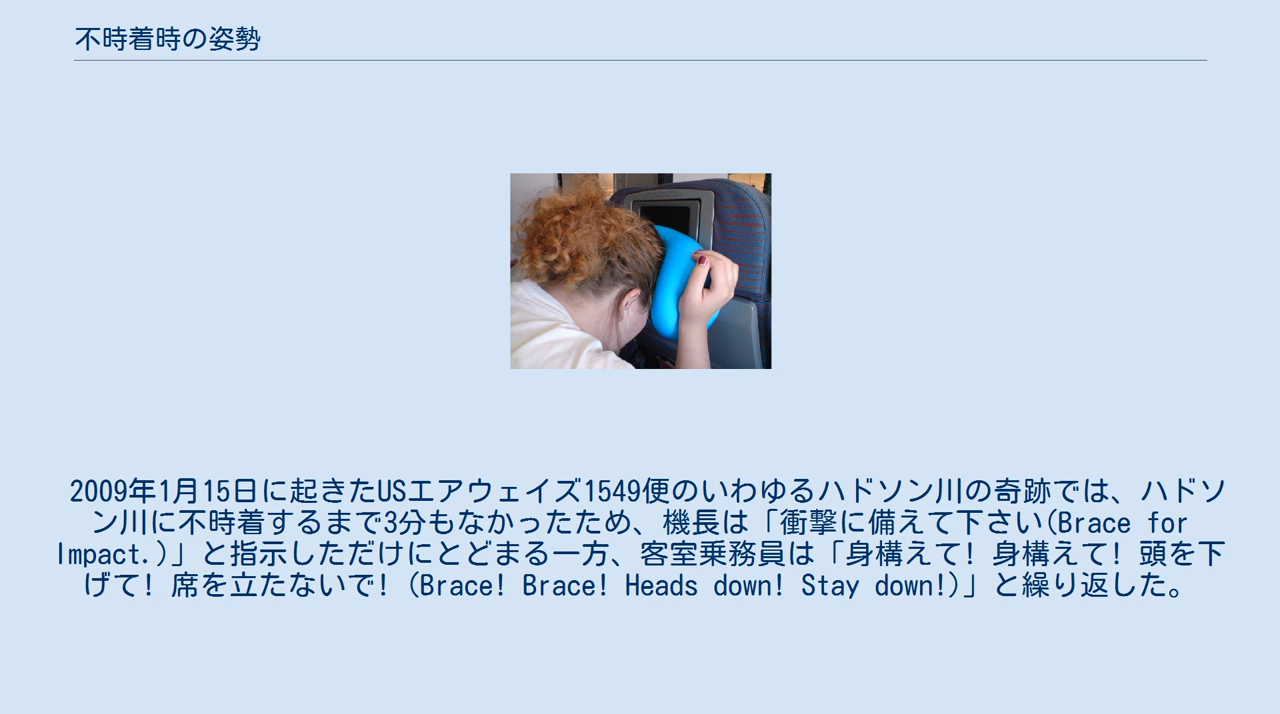 不時着時の姿勢
2009年1月15日に起きたUSエアウェイズ1549便のいわゆるハドソン川の奇跡では、ハドソ
ン川に不時着するまで3分もなかったため、機長は「衝撃に備えて下さい(Brace for
Impact.)」と指示しただけにとどまる一方、客室乗務員は「身構えて! 身構えて! 頭を下
げて! 席を立たないで! (Brace! Brace! Heads down! Stay down!)」と繰り返した。